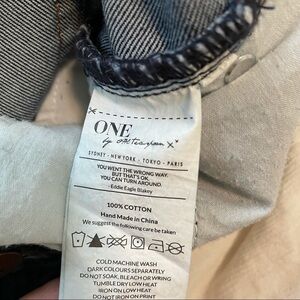 ONE
by one teaspoon x
SYDNEY - NEW YORK - TOKYO - PARIS
YOU WENT THE WRONG WAY.
BUT THAT'S OK,
YOU CAN TURN AROUND.
- Eddie Eagle Blakey
100% COTTON
Hand Made in China
We suggest the following care be taken
COLD MACHINE WASH
DARK COLOURS SEPARATELY
DO NOT SOAK, BLEACH OR WRING
TUMBLE DRY LOW HEAT
IRON ON LOW HEAT
DO NOT IRON ON PRINT